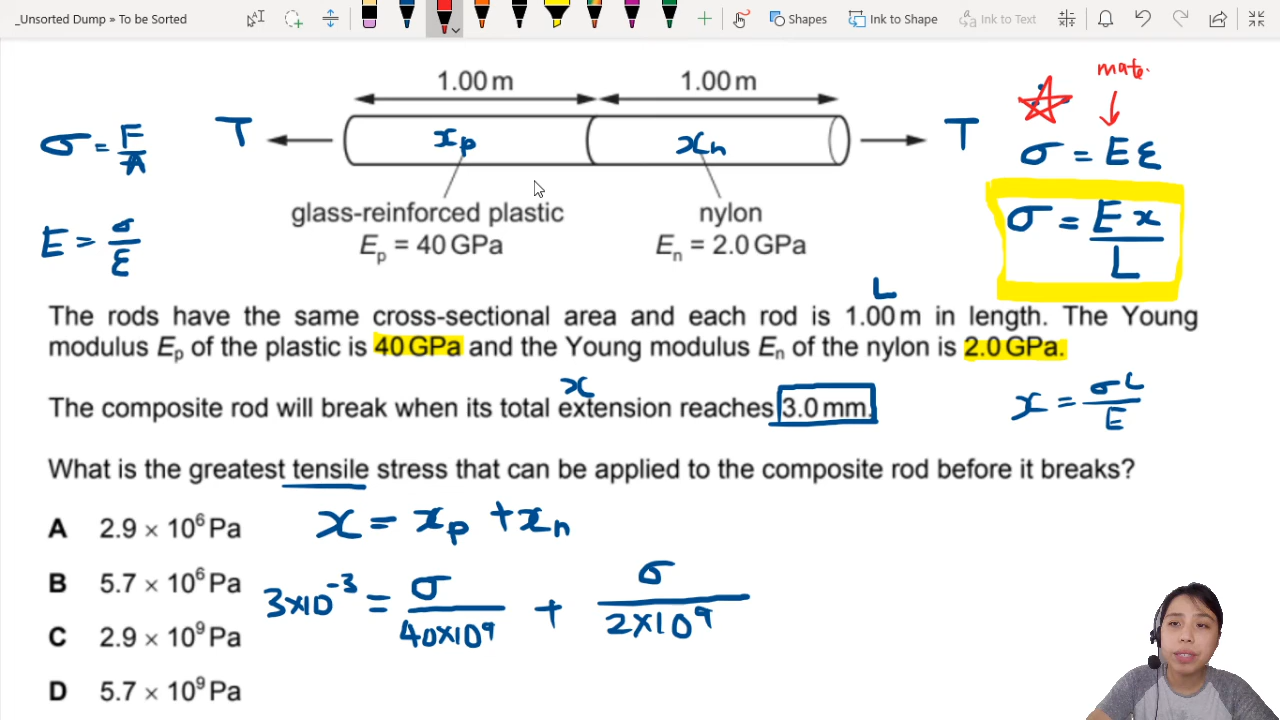 _Unsorted Dump » To be Sorted
Shapes
Ink to Shape
Ink to Text
1.00 m
1.00 m
mate.
σ = F/A
T
xp
xn
T
σ = Eε
glass-reinforced plastic
nylon
σ = Ex/L
E = σ/ε
Ep = 40 GPa
En = 2.0 GPa
L
The rods have the same cross-sectional area and each rod is 1.00 m in length. The Young
modulus Ep of the plastic is 40 GPa and the Young modulus En of the nylon is 2.0 GPa.
x
The composite rod will break when its total extension reaches 3.0 mm.
x = σL/E
What is the greatest tensile stress that can be applied to the composite rod before it breaks?
A 2.9 × 10⁶ Pa
x = xp + xn
B 5.7 × 10⁶ Pa
3×10⁻³ = σ/40×10⁹ + σ/2×10⁹
C 2.9 × 10⁹ Pa
D 5.7 × 10⁹ Pa